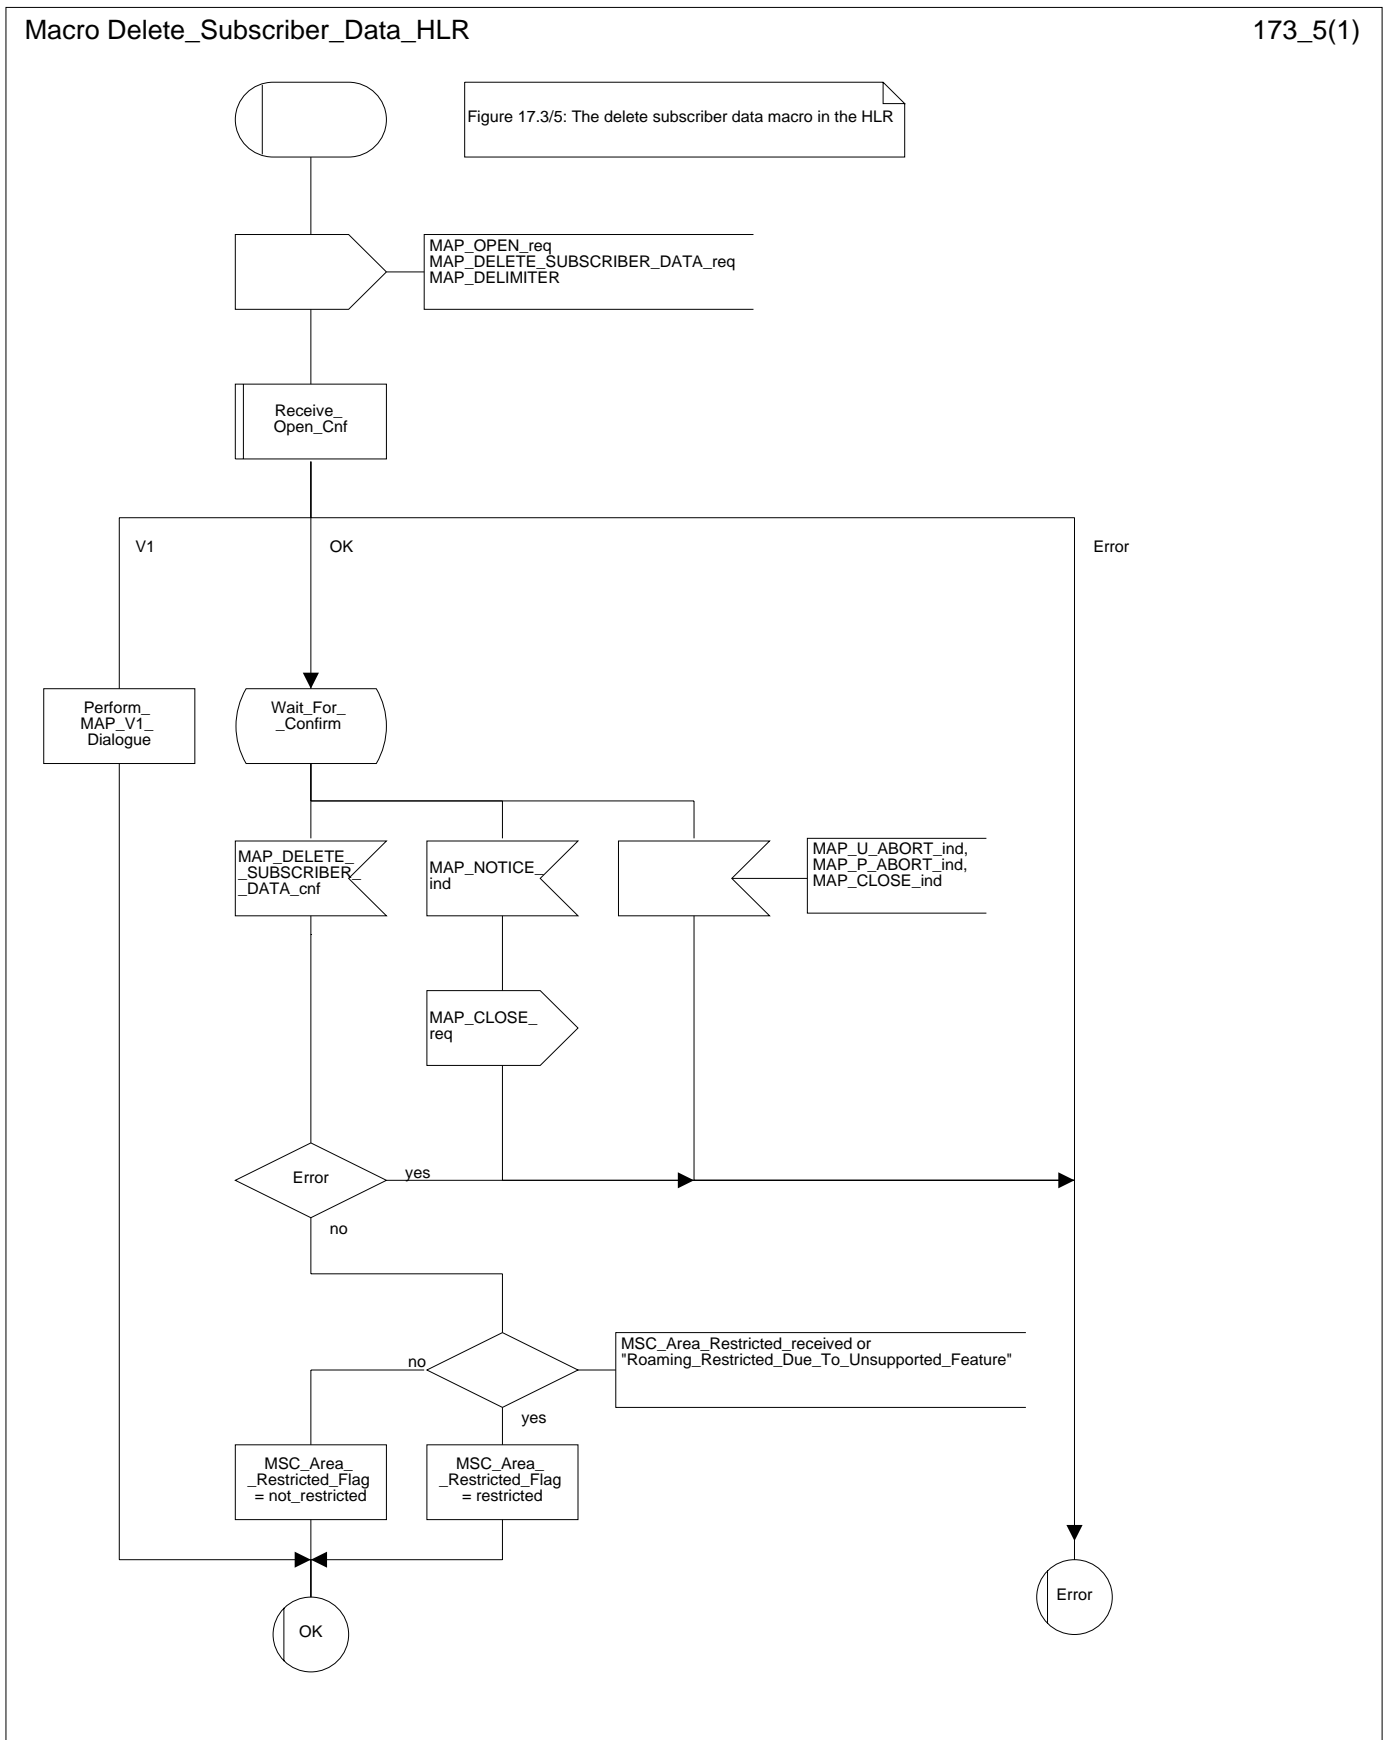 Macro Delete_Subscriber_Data_HLR
173_5(1)
Figure 17.3/5: The delete subscriber data macro in the HLR
MAP_OPEN_req
MAP_DELETE_SUBSCRIBER_DATA_req
MAP_DELIMITER
Receive_
Open_Cnf
V1
OK
Error
Perform_
MAP_V1_
Dialogue
Wait_For_
_Confirm
MAP_DELETE_
_SUBSCRIBER_
_DATA_cnf
MAP_NOTICE_
ind
MAP_U_ABORT_ind,
MAP_P_ABORT_ind,
MAP_CLOSE_ind
MAP_CLOSE_
req
Error
yes
no
MSC_Area_Restricted_received or
"Roaming_Restricted_Due_To_Unsupported_Feature"
no
yes
MSC_Area_
_Restricted_Flag
= not_restricted
MSC_Area_
_Restricted_Flag
= restricted
OK
Error